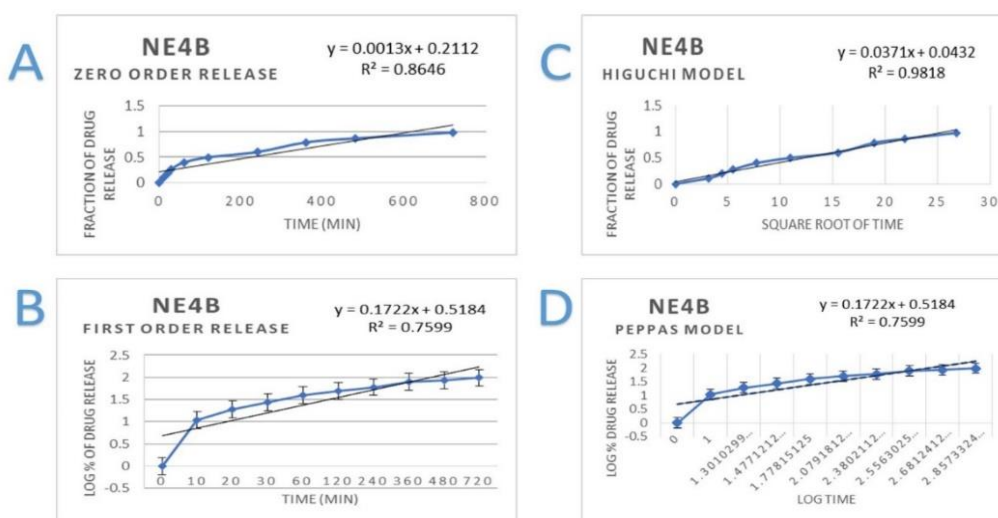 A
NE4B
ZERO ORDER RELEASE
y = 0.0013x + 0.2112
R² = 0.8646
FRACTION OF DRUG
RELEASE
1.5
1
0.5
0
0 200 400 600 800
TIME (MIN)
C
NE4B
HIGUCHI MODEL
y = 0.0371x + 0.0432
R² = 0.9818
FRACTION OF DRUG
RELEASE
1.5
1
0.5
0
0 5 10 15 20 25 30
SQUARE ROOT OF TIME
B
NE4B
FIRST ORDER RELEASE
y = 0.1722x + 0.5184
R² = 0.7599
LOG % OF DRUG RELEASE
2.5
2
1.5
1
0.5
0
-0.5
0 10 20 30 60 120 240 360 480 720
TIME (MIN)
D
NE4B
PEPPAS MODEL
y = 0.1722x + 0.5184
R² = 0.7599
LOG % DRUG RELEASE
2.5
2
1.5
1
0.5
0
-0.5
0
1
1.3010299...
1.4771212...
1.77815125
2.0791812...
2.3802112...
2.5563025...
2.6812412...
2.8573324...
LOG TIME